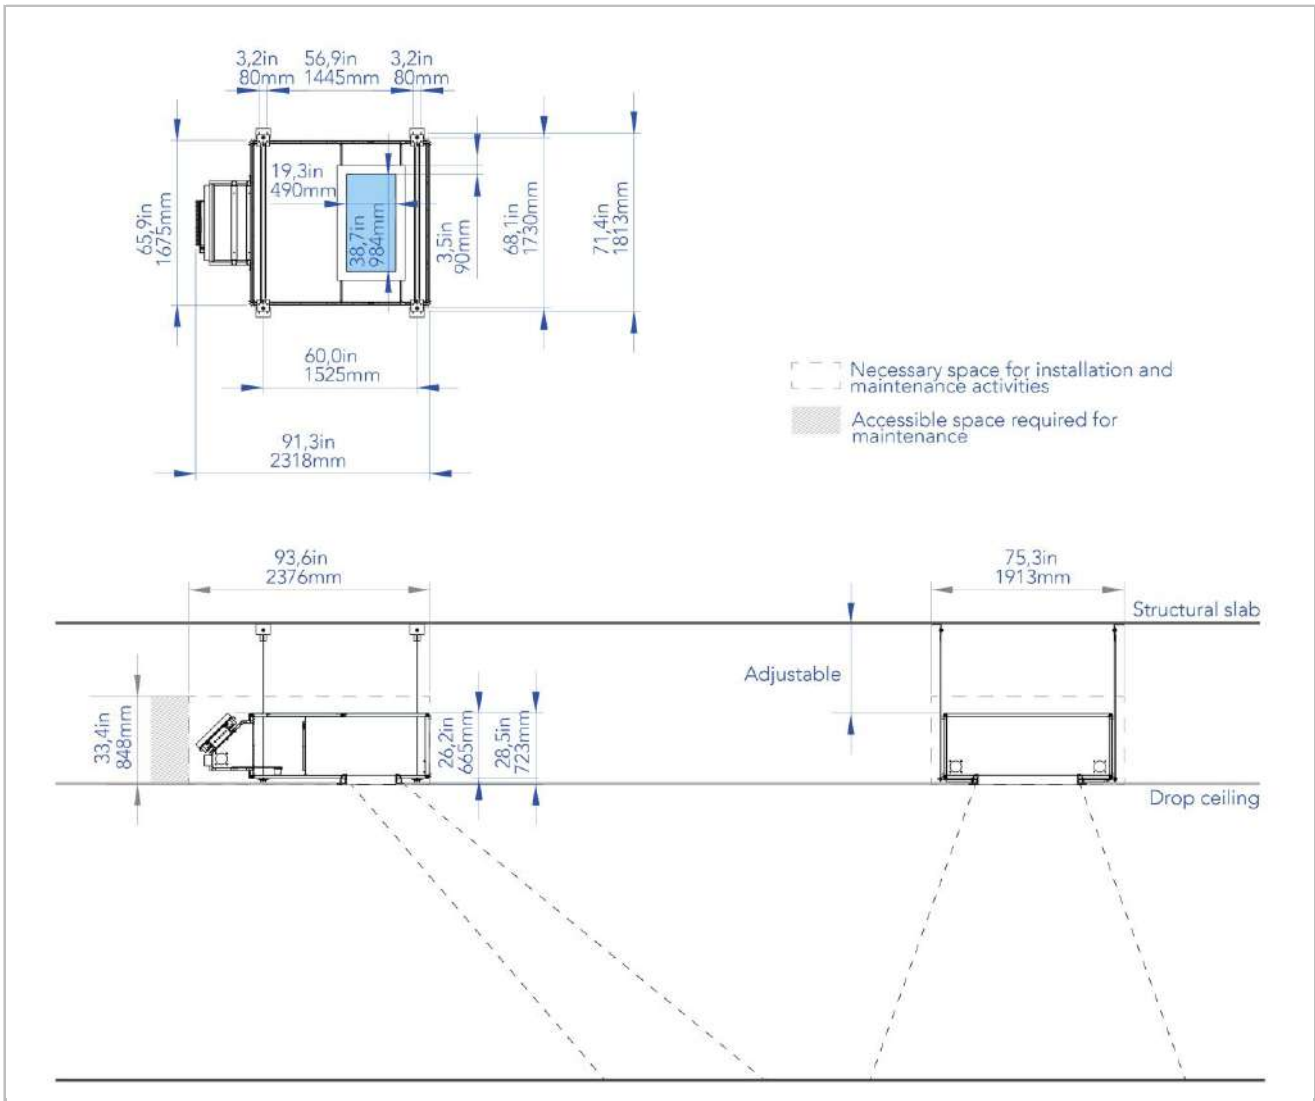 3,2in 56,9in 3,2in
80mm 1445mm 80mm
19,3in
490mm
65,9in
1675mm
38,7in
984mm
3,5in
90mm
68,1in
1730mm
71,4in
1813mm
60,0in
1525mm
91,3in
2318mm
Necessary space for installation and
maintenance activities
Accessible space required for
maintenance
93,6in
2376mm
75,3in
1913mm
Structural slab
Adjustable
33,4in
848mm
26,2in
665mm
28,5in
723mm
Drop ceiling